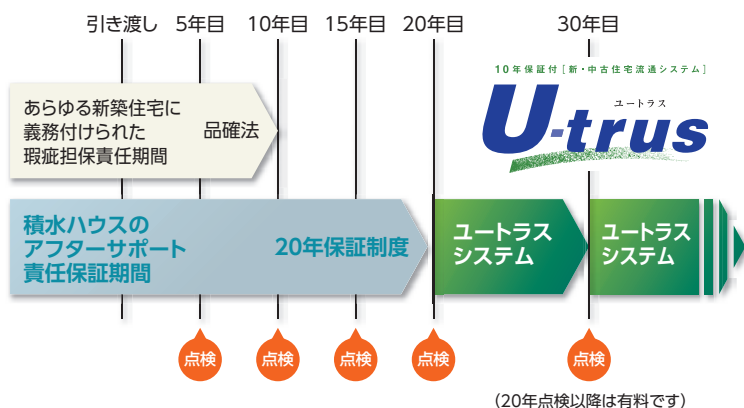 引き渡し 5年目 10年目 15年目 20年目 30年目
10年保証付[新・中古住宅流通システム]
ユートラス
U-trus
あらゆる新築住宅に
義務付けられた
瑕疵担保責任期間
品確法
積水ハウスの
アフターサポート
責任保証期間
20年保証制度
ユートラス
システム
ユートラス
システム
点検 点検 点検 点検 点検
(20年点検以降は有料です)